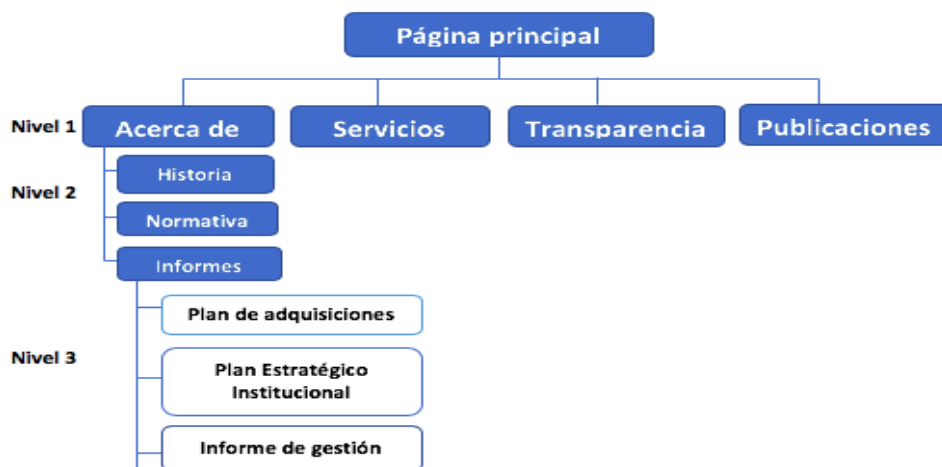 Página principal
Nivel 1
Acerca de
Servicios
Transparencia
Publicaciones
Nivel 2
Historia
Normativa
Informes
Nivel 3
Plan de adquisiciones
Plan Estratégico
Institucional
Informe de gestión